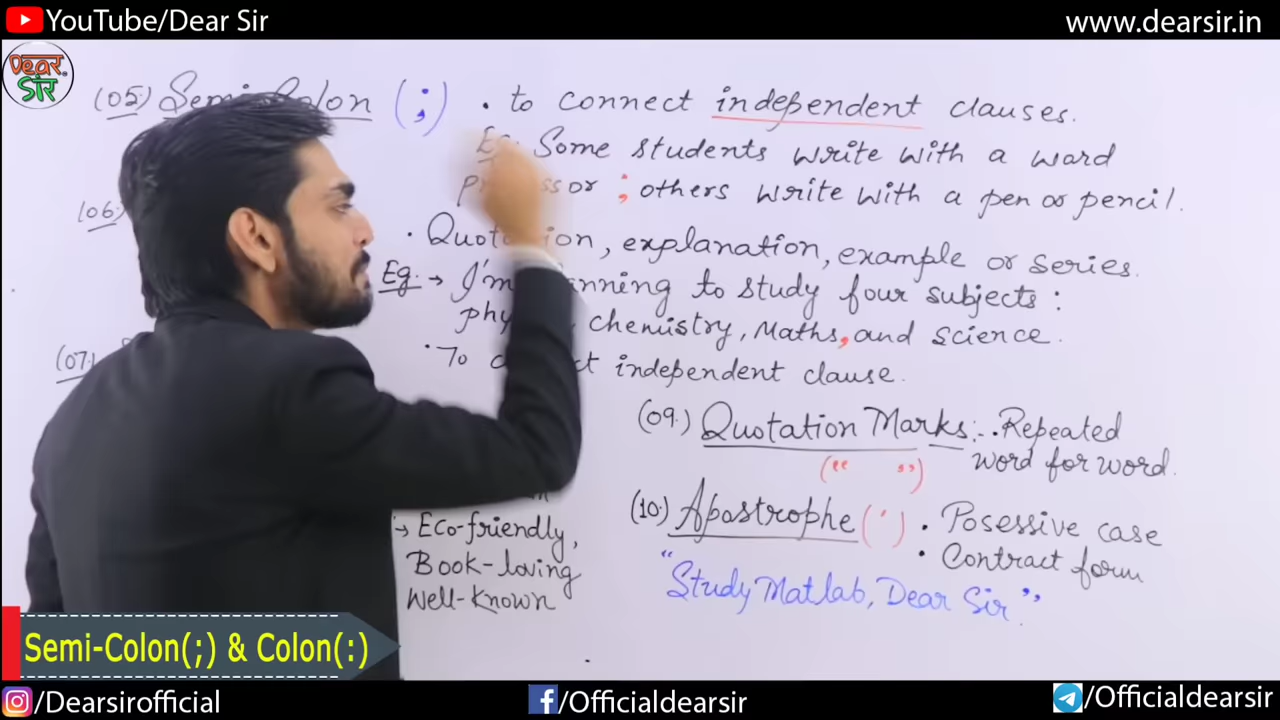 YouTube/Dear Sir
www.dearsir.in
Dear Sir
(05.) Semi-Colon (;) • to connect independent clauses.
Eg. Some students write with a word
; others write with a pen or pencil.
(06.)
• Quotation, explanation, example or series.
Eg. → I'm to study four subjects :
chemistry, Maths, and science.
(07.)
• To independent clause.
(09.) Quotation Marks :- • Repeated
word for word.
(“ ”)
(10.) Apostrophe (') • Posessive case
• Contract form
→ Eco-friendly,
Book-loving
Well-known
“Study Matlab, Dear Sir”
Semi-Colon(;) & Colon(:)
/Dearsirofficial
/Officialdearsir
/Officialdearsir